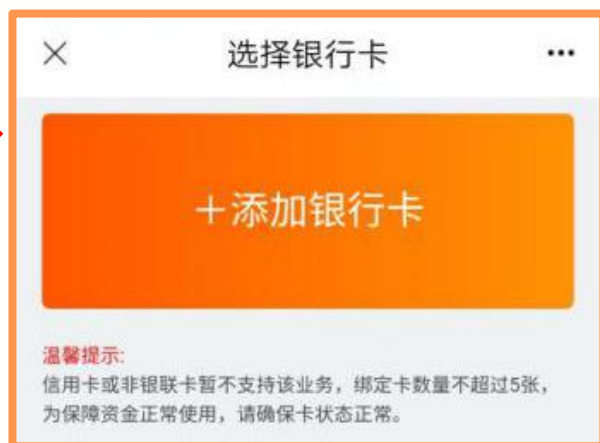 选择银行卡
+添加银行卡
温馨提示:
信用卡或非银联卡暂不支持该业务，绑定卡数量不超过5张，
为保障资金正常使用，请确保卡状态正常。